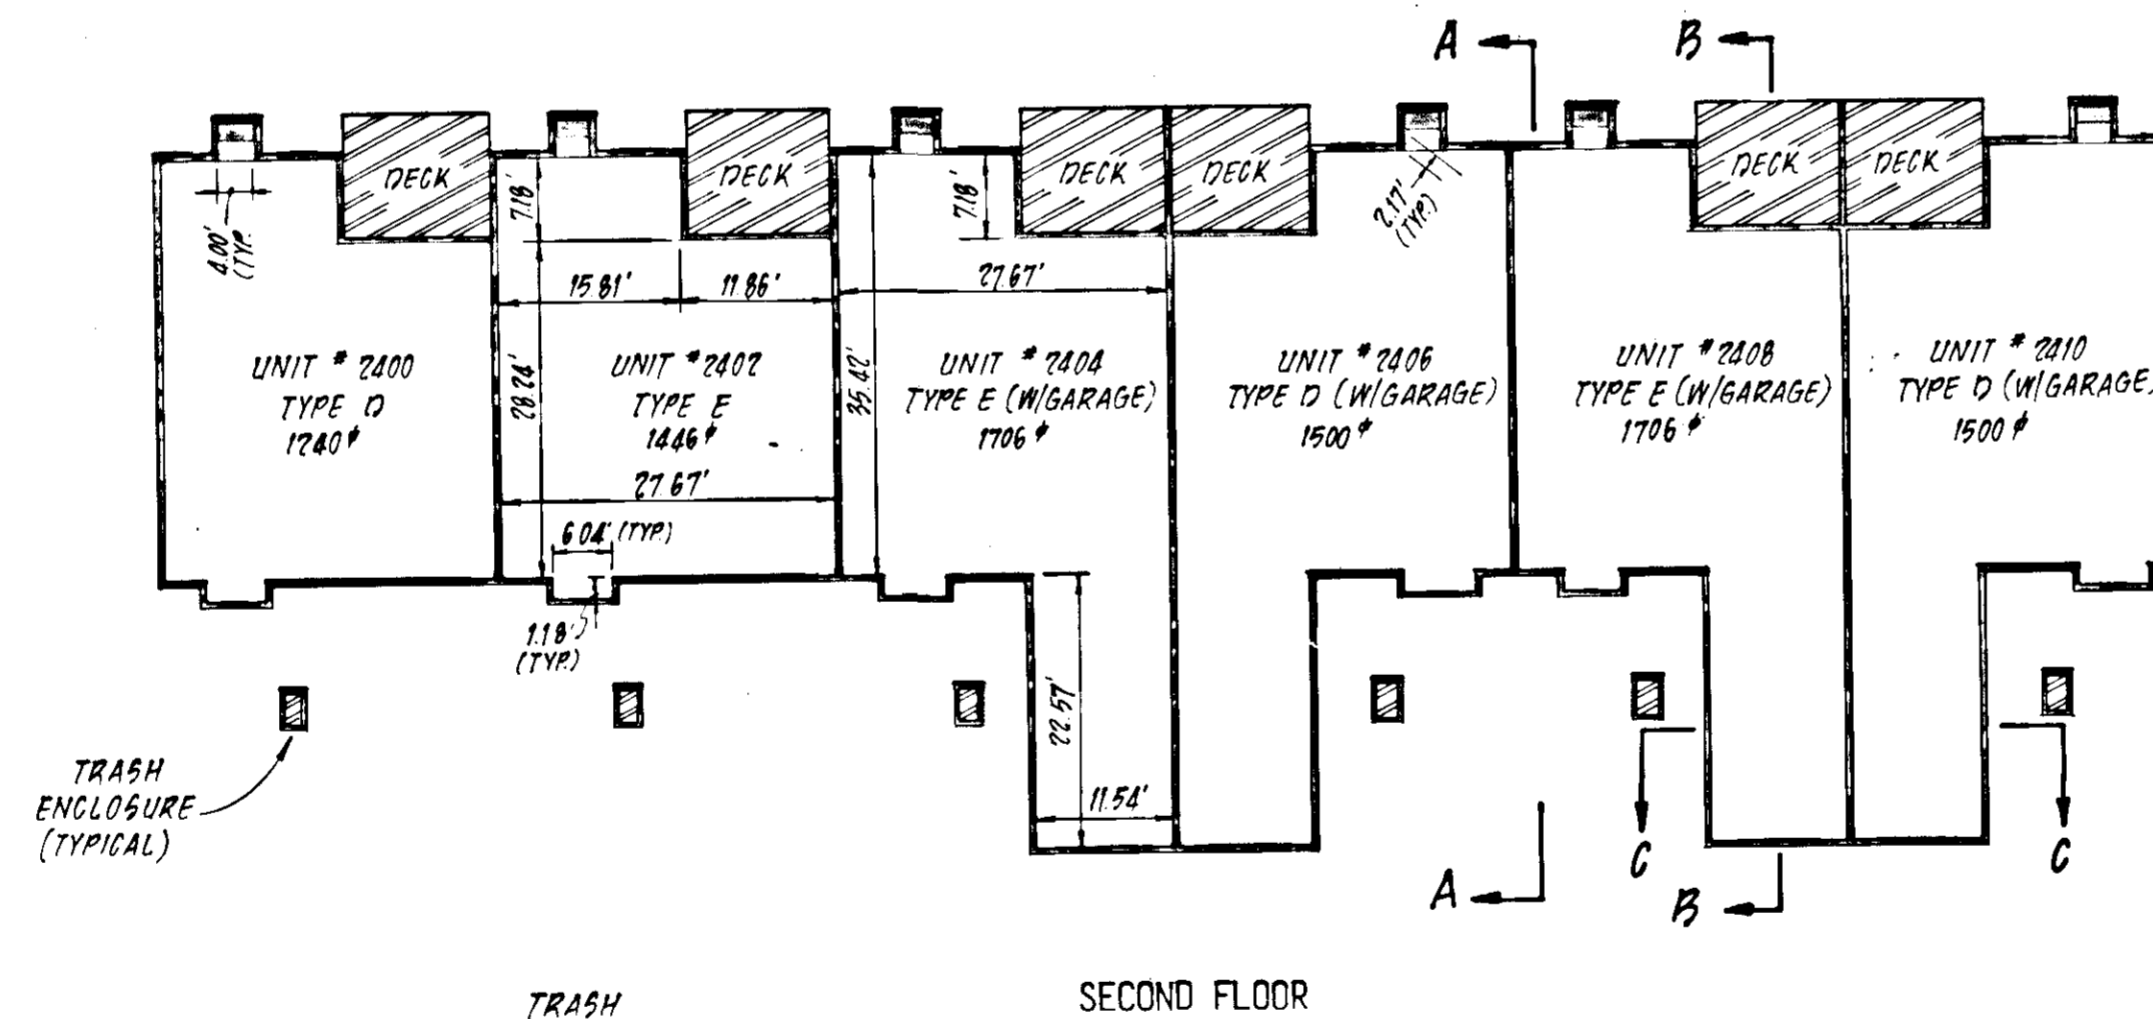 A
B
DECK
DECK
DECK
DECK
DECK
DECK
4.00'
(TYP.
7.18'
7.18'
2.17'
(TYP.)
15.81'
11.86'
27.67'
28.24'
35.42'
UNIT #2400
TYPE D
1240⌽
UNIT #2402
TYPE E
1446⌽
UNIT #2404
TYPE E (W/GARAGE)
1706⌽
UNIT #2406
TYPE D (W/GARAGE)
1500⌽
UNIT #2408
TYPE E (W/GARAGE)
1706⌽
UNIT #2410
TYPE D (W/GARAGE)
1500⌽
27.67'
6.04' (TYP.)
1.18'
(TYP.)
22.57'
11.54'
TRASH
ENCLOSURE
(TYPICAL)
C
C
A
B
TRASH
SECOND FLOOR